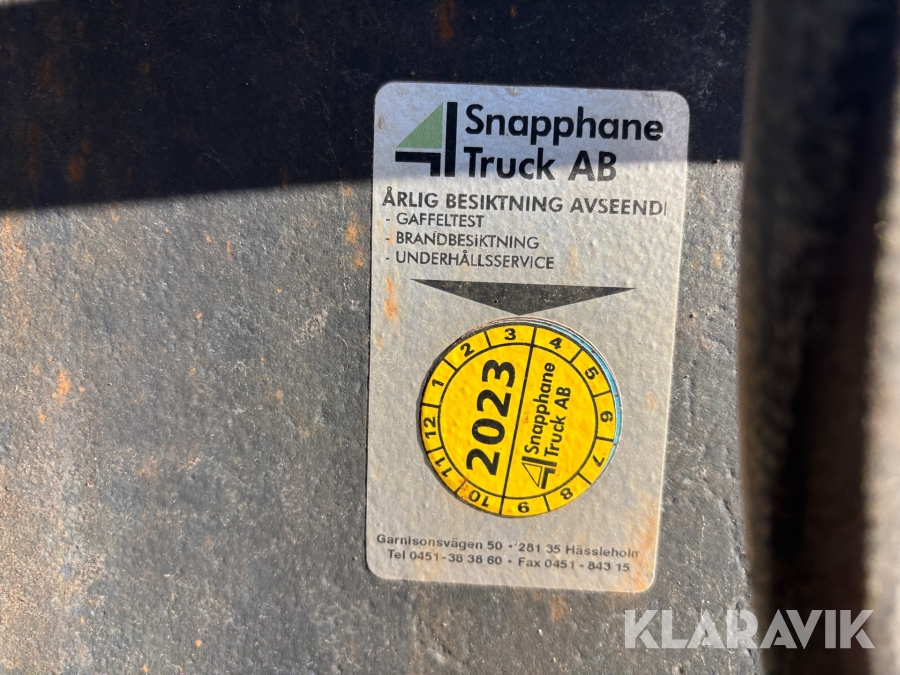 Snapphane
Truck AB
ÅRLIG BESIKTNING AVSEEND
- GAFFELTEST
- BRANDBESIKTNING
- UNDERHÅLLSSERVICE
1 2 3 4 5 6 7 8 9 10 11 12
2023
Snapphane
Truck AB
Garnisonsvägen 50 • 281 35 Hässleholm
Tel 0451-38 38 60 • Fax 0451-843 15
KLARAVIK